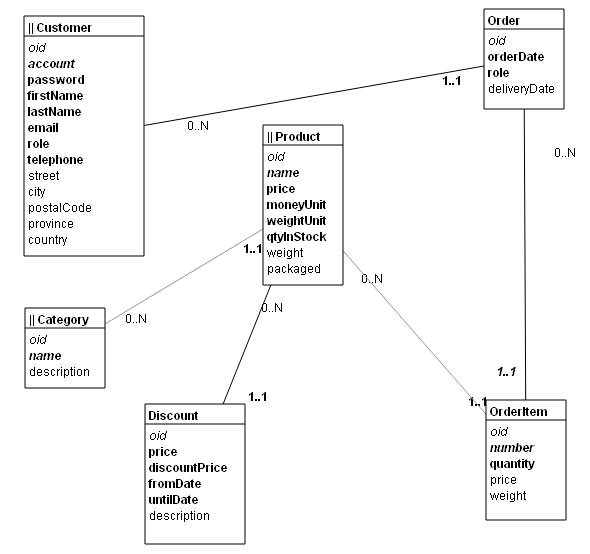 || Customer
oid
account
password
firstName
lastName
email
role
telephone
street
city
postalCode
province
country
Order
oid
orderDate
role
deliveryDate
1..1
0..N
0..N
|| Product
oid
name
price
moneyUnit
weightUnit
qtyInStock
weight
packaged
1..1
0..N
0..N
0..N
|| Category
oid
name
description
1..1
1..1
1..1
Discount
oid
price
discountPrice
fromDate
untilDate
description
OrderItem
oid
number
quantity
price
weight